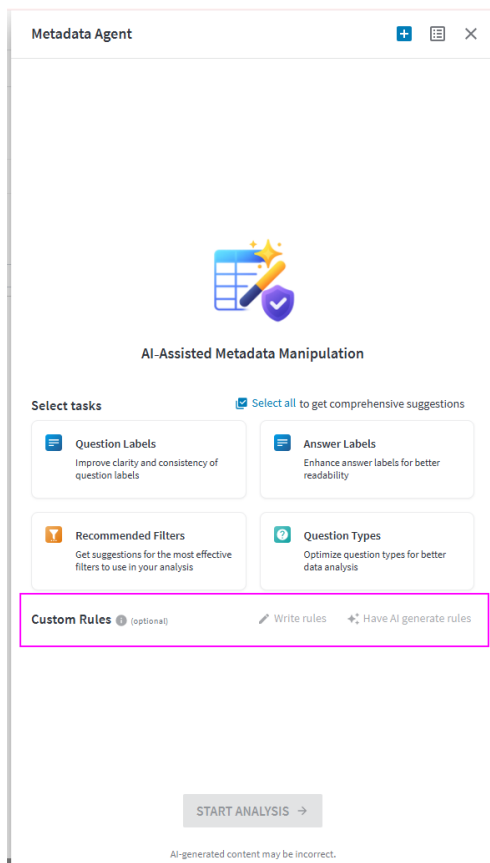 Metadata Agent
AI-Assisted Metadata Manipulation
Select tasks
Select all to get comprehensive suggestions
Question Labels
Improve clarity and consistency of
question labels
Answer Labels
Enhance answer labels for better
readability
Recommended Filters
Get suggestions for the most effective
filters to use in your analysis
Question Types
Optimize question types for better
data analysis
Custom Rules (optional)
Write rules
Have AI generate rules
START ANALYSIS →
AI-generated content may be incorrect.